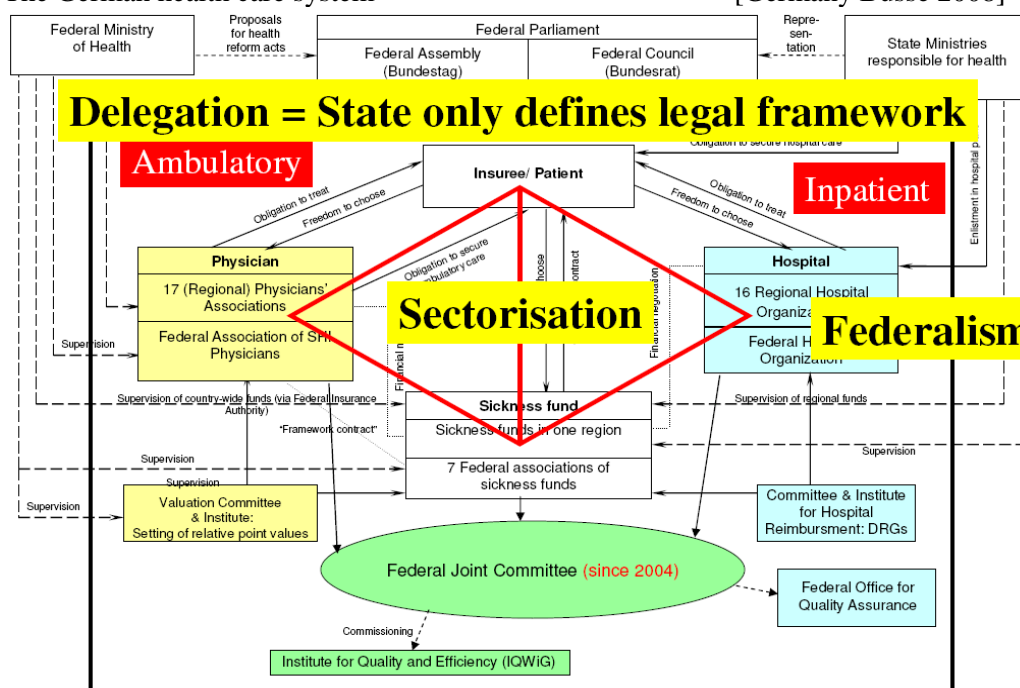 The German health care system
[Germany Busse 2008]
Federal Ministry
of Health
Proposals
for health
reform acts
Federal Parliament
Federal Assembly
(Bundestag)
Federal Council
(Bundesrat)
Repre-
sen-
tation
State Ministries
responsible for health
Delegation = State only defines legal framework
Ambulatory
Obligation to secure hospital care
Inpatient
Insuree/ Patient
Obligation to treat
Freedom to choose
Obligation to treat
Freedom to choose
Enlistment in hospital
Physician
17 (Regional) Physicians'
Associations
Federal Association of SHI
Physicians
Obligation to secure
ambulatory care
choose
contract
Sectorisation
Financial
Financial negotiation
Hospital
16 Regional Hospital
Federal
Organization
Federalism
Supervision
Supervision of country-wide funds (via Federal Insurance
Authority)
"Framework contract"
Sickness fund
Sickness funds in one region
7 Federal associations of
sickness funds
Supervision of regional funds
Supervision
Supervision
Supervision
Supervision
Valuation Committee
& Institute:
Setting of relative point values
Committee & Institute
for Hospital
Reimbursment: DRGs
Federal Joint Committee (since 2004)
Federal Office for
Quality Assurance
Commissioning
Institute for Quality and Efficiency (IQWiG)